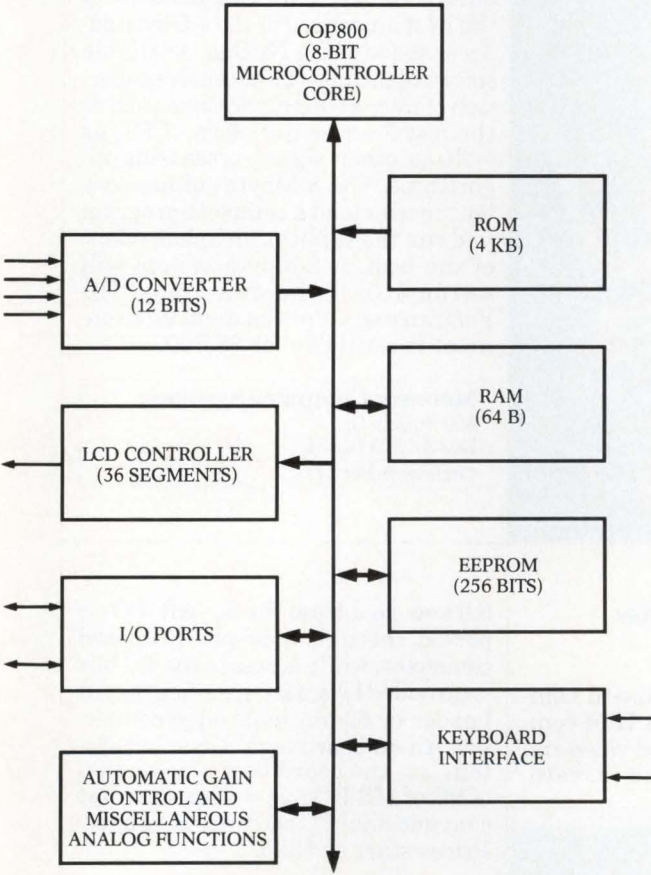 COP800
(8-BIT
MICROCONTROLLER
CORE)
ROM
(4 KB)
A/D CONVERTER
(12 BITS)
RAM
(64 B)
LCD CONTROLLER
(36 SEGMENTS)
EEPROM
(256 BITS)
I/O PORTS
KEYBOARD
INTERFACE
AUTOMATIC GAIN
CONTROL AND
MISCELLANEOUS
ANALOG FUNCTIONS